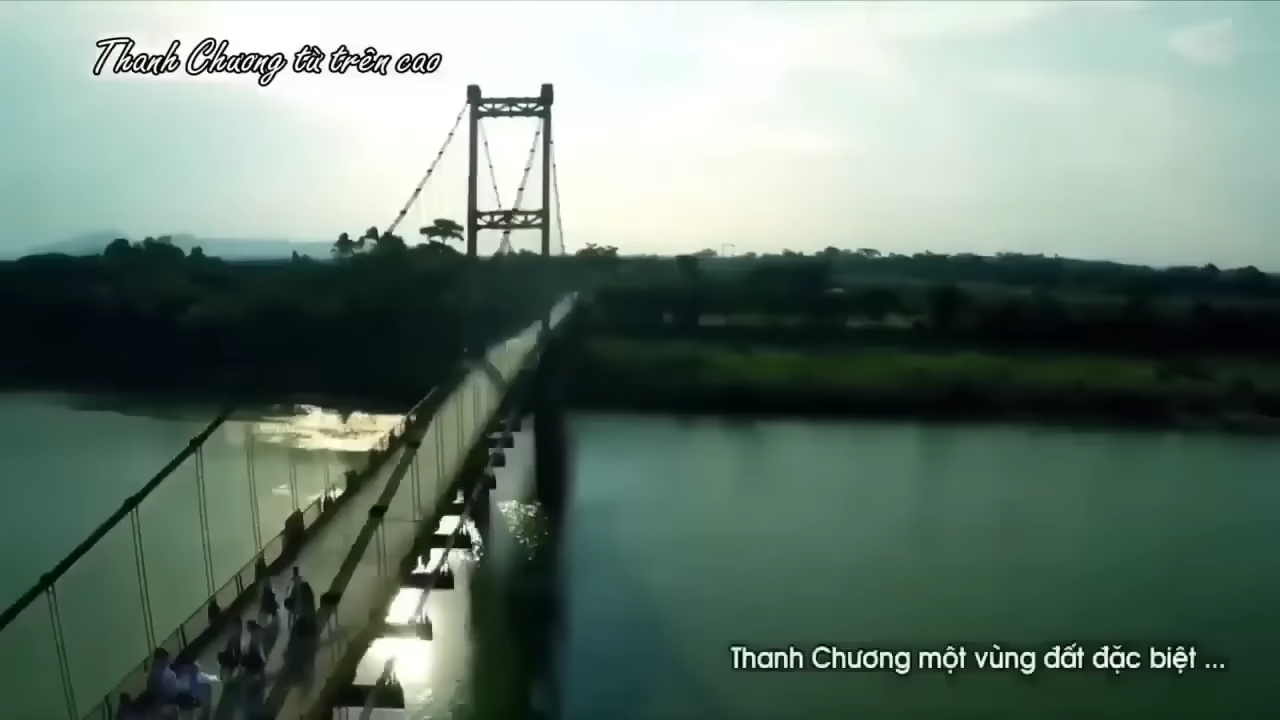 Thanh Chương từ trên cao
Thanh Chương một vùng đất đặc biệt ...